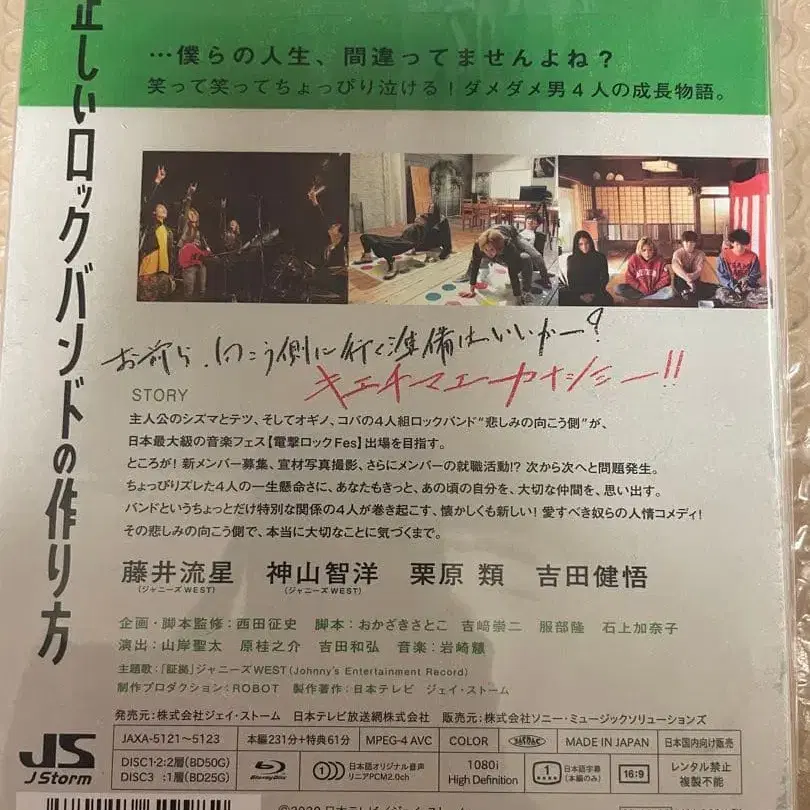 正しいロックバンドの作り方
…僕らの人生、間違ってませんよね？
笑って笑ってちょっぴり泣ける！ダメダメ男4人の成長物語。
お前ら、向こう側に行く準備はいいかー？
キエチマエーカナシミー!!
STORY
主人公のシズマとテツ、そしてオギノ、コバの4人組ロックバンド“悲しみの向こう側”が、
日本最大級の音楽フェス【電撃ロックFes】出場を目指す。
ところが！新メンバー募集、宣材写真撮影、さらにメンバーの就職活動!? 次から次へと問題発生。
ちょっぴりズレた4人の一生懸命さに、あなたもきっと、あの頃の自分を、大切な仲間を、思い出す。
バンドというちょっとだけ特別な関係の4人が巻き起こす、懐かしくも新しい！愛すべき奴らの人情コメディ！
その悲しみの向こう側で、本当に大切なことに気づくまで。
藤井流星 神山智洋 栗原 類 吉田健悟
(ジャニーズWEST) (ジャニーズWEST)
企画・脚本監修：西田征史 脚本：おかざきさとこ 吉﨑崇二 服部隆 石上加奈子
演出：山岸聖太 原桂之介 吉田和弘 音楽：岩崎慧
主題歌：「証拠」ジャニーズWEST(Johnny's Entertainment Record)
制作プロダクション：ROBOT 製作著作：日本テレビ ジェイ・ストーム
発売元：株式会社ジェイ・ストーム 日本テレビ放送網株式会社 販売元：株式会社ソニー・ミュージックソリューションズ
JS
J Storm
JAXA-5121～5123 本編231分+特典61分 MPEG-4 AVC COLOR MADE IN JAPAN 日本国内向け販売
DISC1・2:2層(BD50G)
DISC3 :1層(BD25G)
Blu-ray Disc
1))) 日本語オリジナル音声
リニアPCM2.0ch
1080i
High Definition
1 日本語字幕
(本編のみ)
16:9
レンタル禁止
複製不能